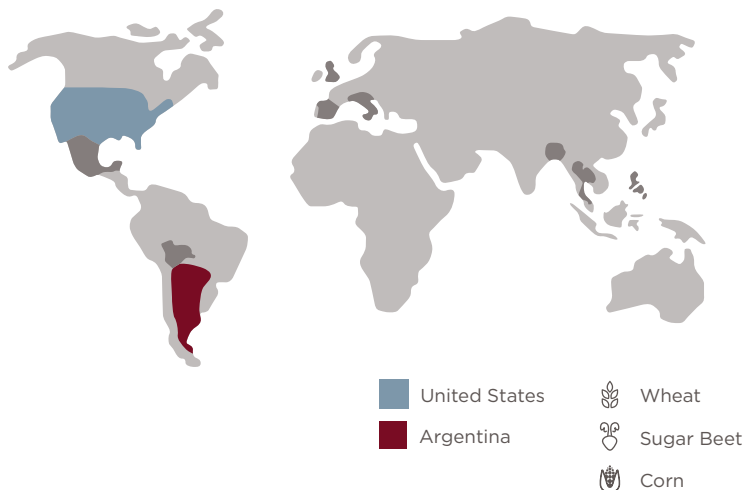 United States
Argentina
Wheat
Sugar Beet
Corn